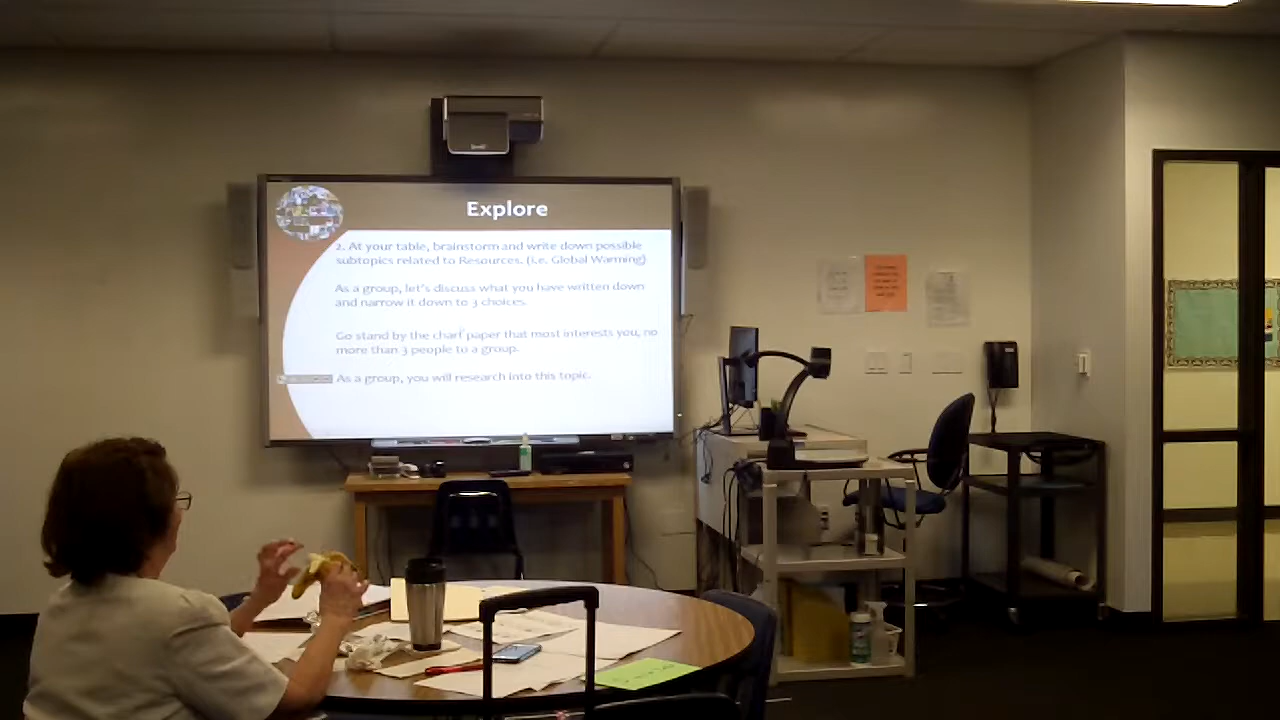 Explore
2. At your table, brainstorm and write down possible
subtopics related to Resources. (i.e. Global Warming)
As a group, let's discuss what you have written down
and narrow it down to 3 choices.
Go stand by the chart paper that most interests you, no
more than 3 people to a group.
As a group, you will research into this topic.